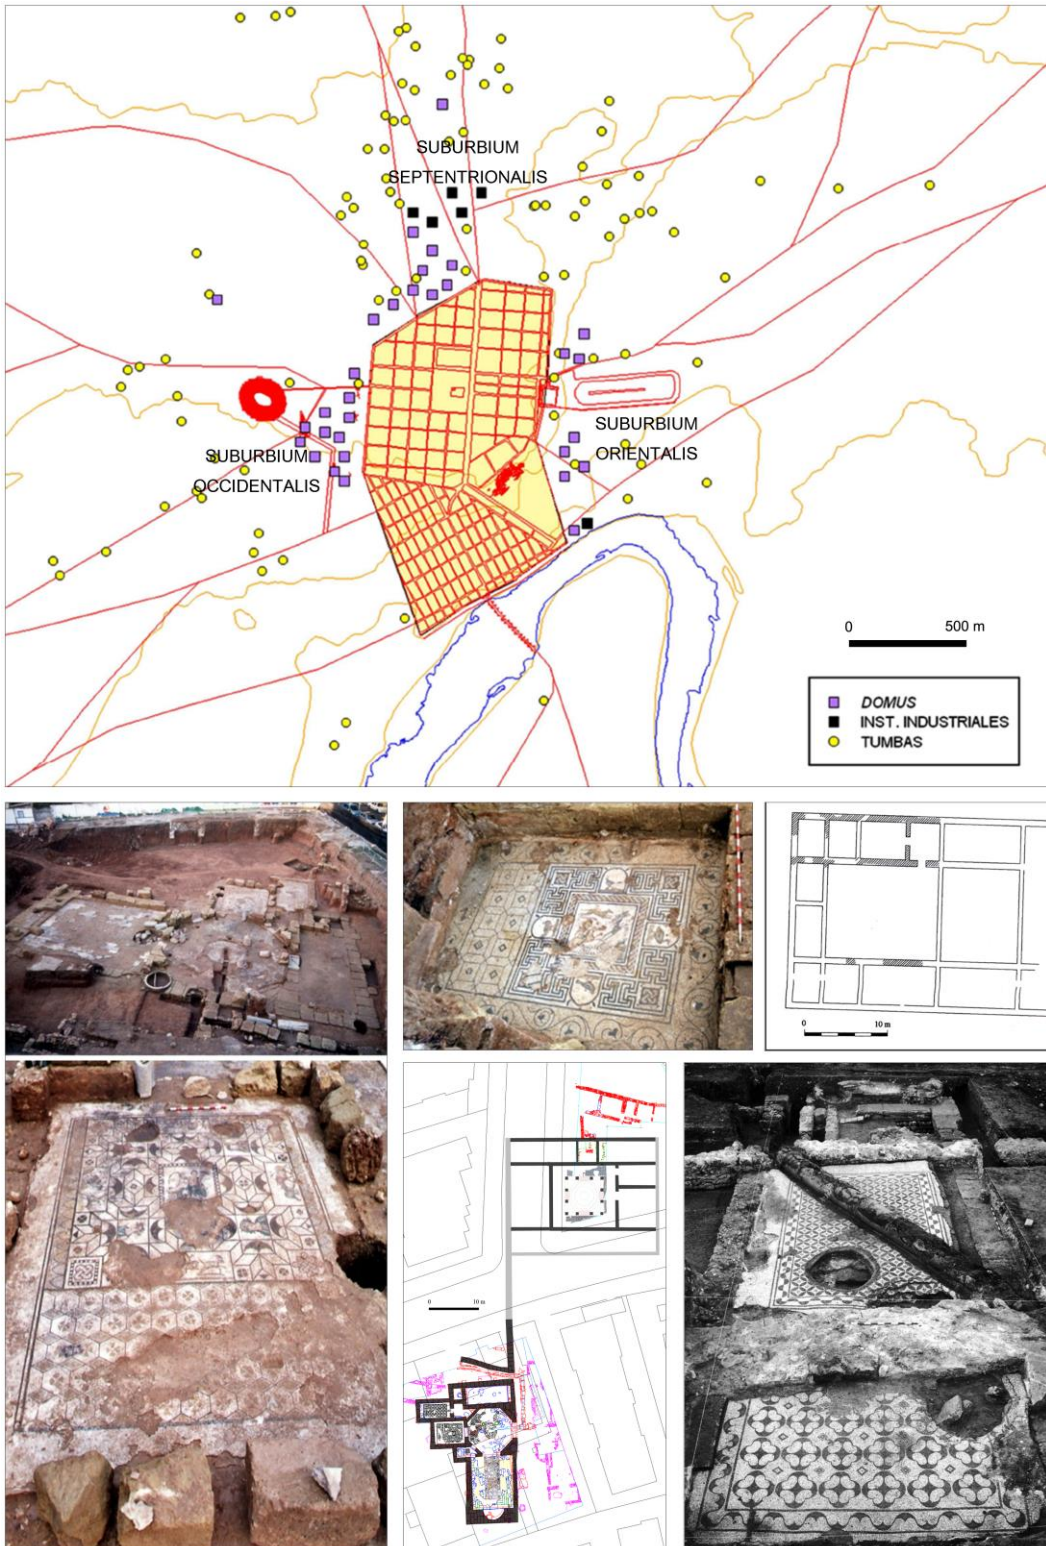 SUBURBIUM
SEPTENTRIONALIS
SUBURBIUM
ORIENTALIS
SUBURBIUM
OCCIDENTALIS
0 500 m
DOMUS
INST. INDUSTRIALES
TUMBAS
0 10 m
0 10 m